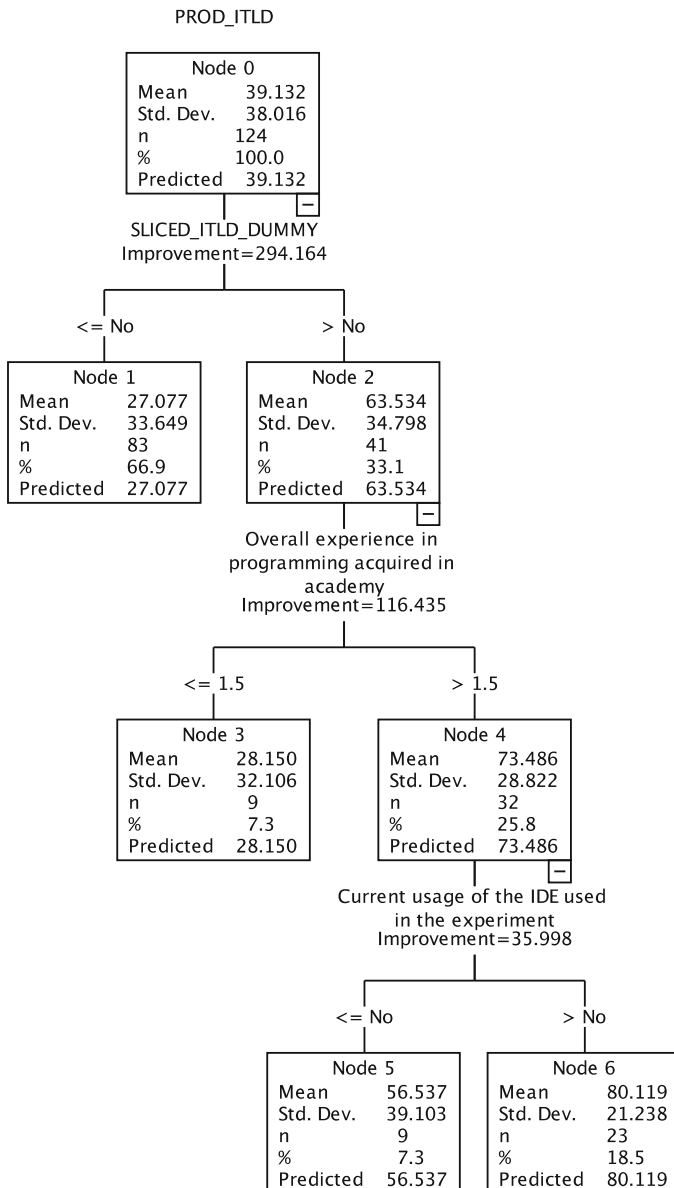 PROD_ITLD
Node 0
Mean 39.132
Std. Dev. 38.016
n 124
% 100.0
Predicted 39.132
SLICED_ITLD_DUMMY
Improvement=294.164
<= No
> No
Node 1
Mean 27.077
Std. Dev. 33.649
n 83
% 66.9
Predicted 27.077
Node 2
Mean 63.534
Std. Dev. 34.798
n 41
% 33.1
Predicted 63.534
Overall experience in
programming acquired in
academy
Improvement=116.435
<= 1.5
> 1.5
Node 3
Mean 28.150
Std. Dev. 32.106
n 9
% 7.3
Predicted 28.150
Node 4
Mean 73.486
Std. Dev. 28.822
n 32
% 25.8
Predicted 73.486
Current usage of the IDE used
in the experiment
Improvement=35.998
<= No
> No
Node 5
Mean 56.537
Std. Dev. 39.103
n 9
% 7.3
Predicted 56.537
Node 6
Mean 80.119
Std. Dev. 21.238
n 23
% 18.5
Predicted 80.119